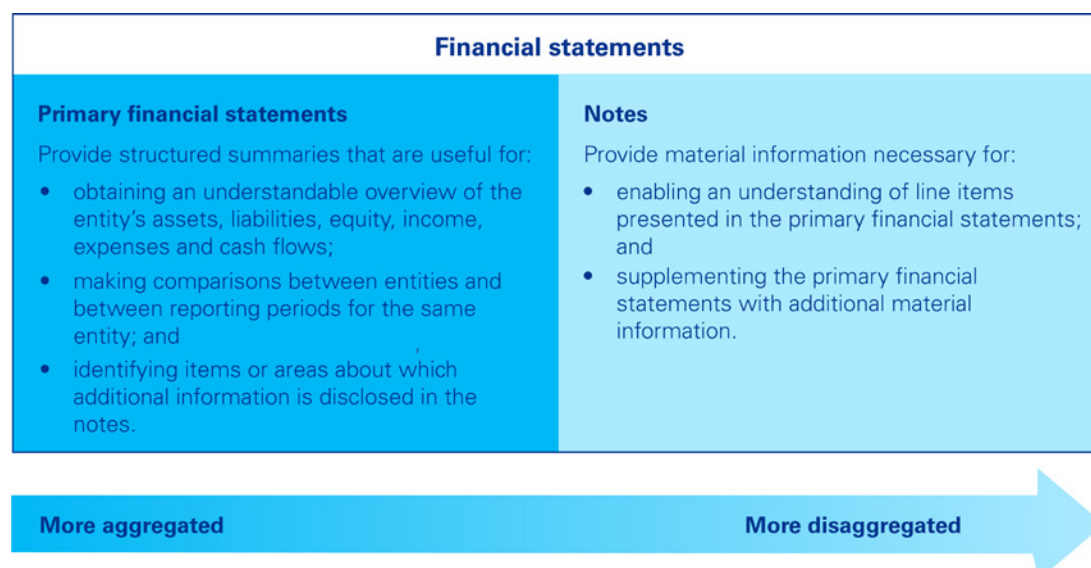 Financial statements
Primary financial statements
Provide structured summaries that are useful for:
• obtaining an understandable overview of the
entity's assets, liabilities, equity, income,
expenses and cash flows;
• making comparisons between entities and
between reporting periods for the same
entity; and
• identifying items or areas about which
additional information is disclosed in the
notes.
Notes
Provide material information necessary for:
• enabling an understanding of line items
presented in the primary financial statements;
and
• supplementing the primary financial
statements with additional material
information.
More aggregated
More disaggregated